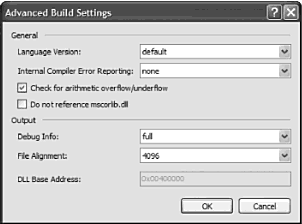 Advanced Build Settings
General
Language Version: default
Internal Compiler Error Reporting: none
Check for arithmetic overflow/underflow
Do not reference mscorlib.dll
Output
Debug Info: full
File Alignment: 4096
DLL Base Address: 0x00400000
OK Cancel